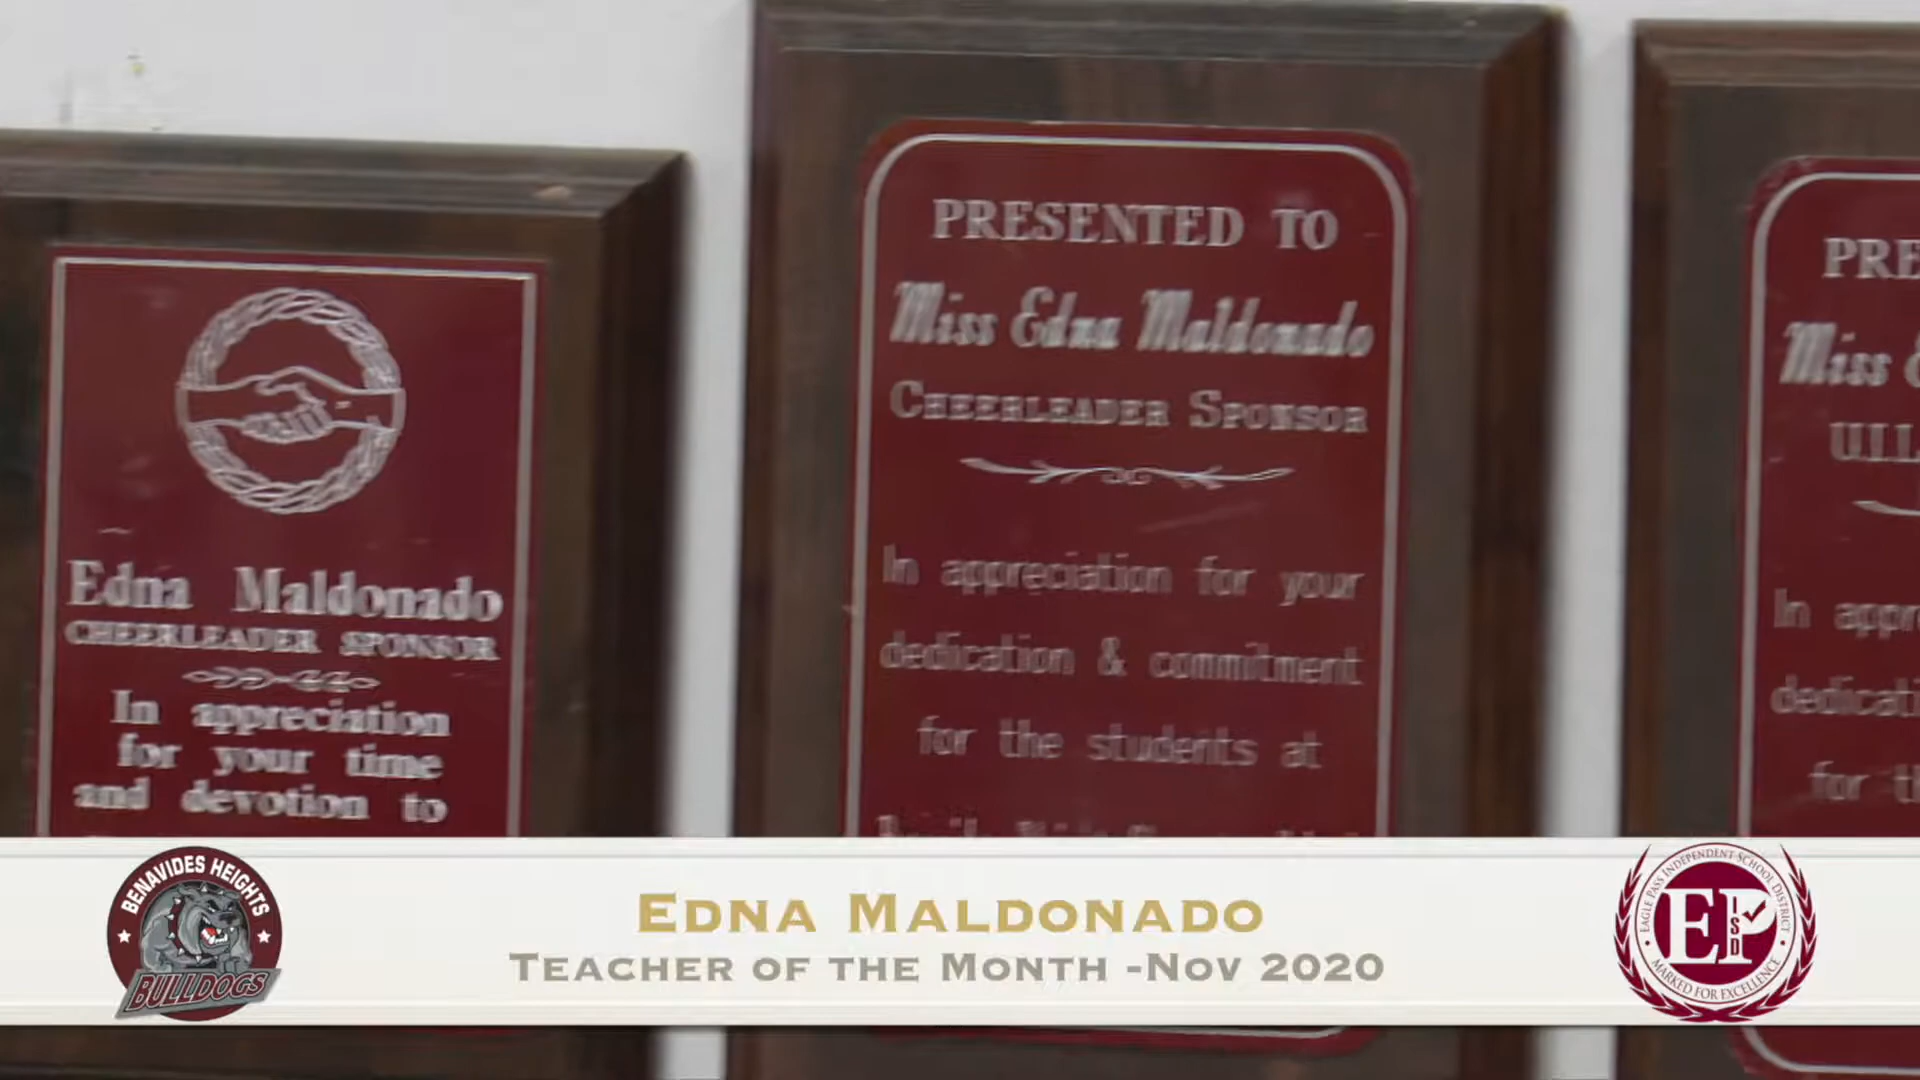 Edna Maldonado
CHEERLEADER SPONSOR
In appreciation
for your time
and devotion to
PRESENTED TO
Miss Edna Maldonado
CHEERLEADER SPONSOR
In appreciation for your
dedication & commitment
for the students at
PRE
Miss E
U.I.L
In appr
dedicati
for th
BENAVIDES HEIGHTS
BULLDOGS
EDNA MALDONADO
TEACHER OF THE MONTH -NOV 2020
EAGLE PASS INDEPENDENT SCHOOL DISTRICT
EP
ISD
MARKED FOR EXCELLENCE